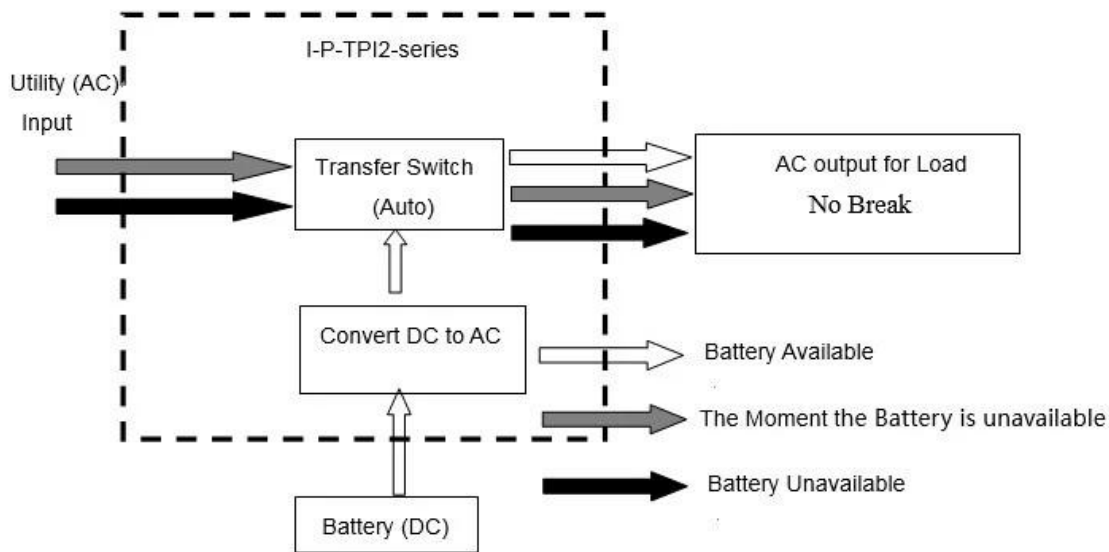 I-P-TPI2-series
Utility (AC)
Input
Transfer Switch
(Auto)
AC output for Load
No Break
Convert DC to AC
Battery Available
The Moment the Battery is unavailable
Battery Unavailable
Battery (DC)